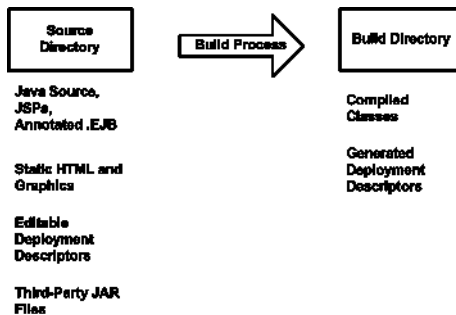 Source
Directory
Build Process
Build Directory
Java Source,
JSPs,
Annotated .EJB
Static HTML and
Graphics
Editable
Deployment
Descriptors
Third-Party JAR
Files
Compiled
Classes
Generated
Deployment
Descriptors